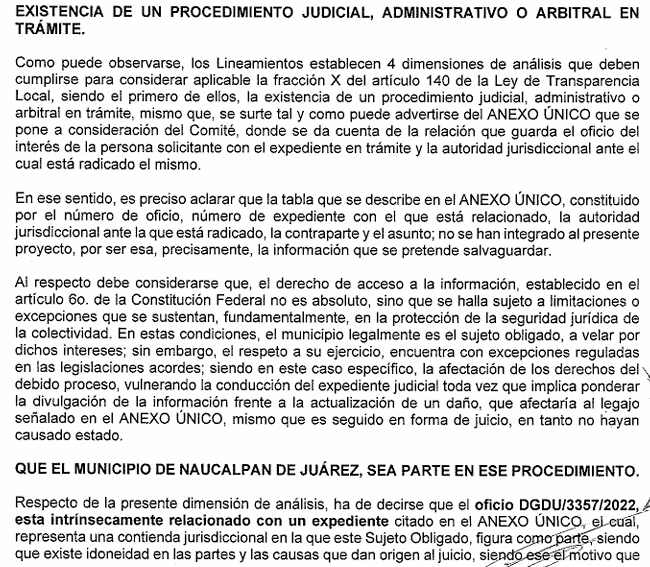 EXISTENCIA DE UN PROCEDIMIENTO JUDICIAL, ADMINISTRATIVO O ARBITRAL EN
TRÁMITE.
Como puede observarse, los Lineamientos establecen 4 dimensiones de análisis que deben
cumplirse para considerar aplicable la fracción X del artículo 140 de la Ley de Transparencia
Local, siendo el primero de ellos, la existencia de un procedimiento judicial, administrativo o
arbitral en trámite, mismo que, se surte tal y como puede advertirse del ANEXO ÚNICO que se
pone a consideración del Comité, donde se da cuenta de la relación que guarda el oficio del
interés de la persona solicitante con el expediente en trámite y la autoridad jurisdiccional ante el
cual está radicado el mismo.
En ese sentido, es preciso aclarar que la tabla que se describe en el ANEXO ÚNICO, constituido
por el número de oficio, número de expediente con el que está relacionado, la autoridad
jurisdiccional ante la que está radicado, la contraparte y el asunto; no se han integrado al presente
proyecto, por ser esa, precisamente, la información que se pretende salvaguardar.
Al respecto debe considerarse que, el derecho de acceso a la información, establecido en el
artículo 6o. de la Constitución Federal no es absoluto, sino que se halla sujeto a limitaciones o
excepciones que se sustentan, fundamentalmente, en la protección de la seguridad jurídica de
la colectividad. En estas condiciones, el municipio legalmente es el sujeto obligado, a velar por
dichos intereses; sin embargo, el respeto a su ejercicio, encuentra con excepciones reguladas
en las legislaciones acordes; siendo en este caso específico, la afectación de los derechos del
debido proceso, vulnerando la conducción del expediente judicial toda vez que implica ponderar
la divulgación de la información frente a la actualización de un daño, que afectaría al legajo
señalado en el ANEXO ÚNICO, mismo que es seguido en forma de juicio, en tanto no hayan
causado estado.
QUE EL MUNICIPIO DE NAUCALPAN DE JUÁREZ, SEA PARTE EN ESE PROCEDIMIENTO.
Respecto de la presente dimensión de análisis, ha de decirse que el oficio DGDU/3357/2022,
esta intrínsecamente relacionado con un expediente citado en el ANEXO ÚNICO, el cual,
representa una contienda jurisdiccional en la que este Sujeto Obligado, figura como parte, siendo
que existe idoneidad en las partes y las causas que dan origen al juicio, siendo ese el motivo que